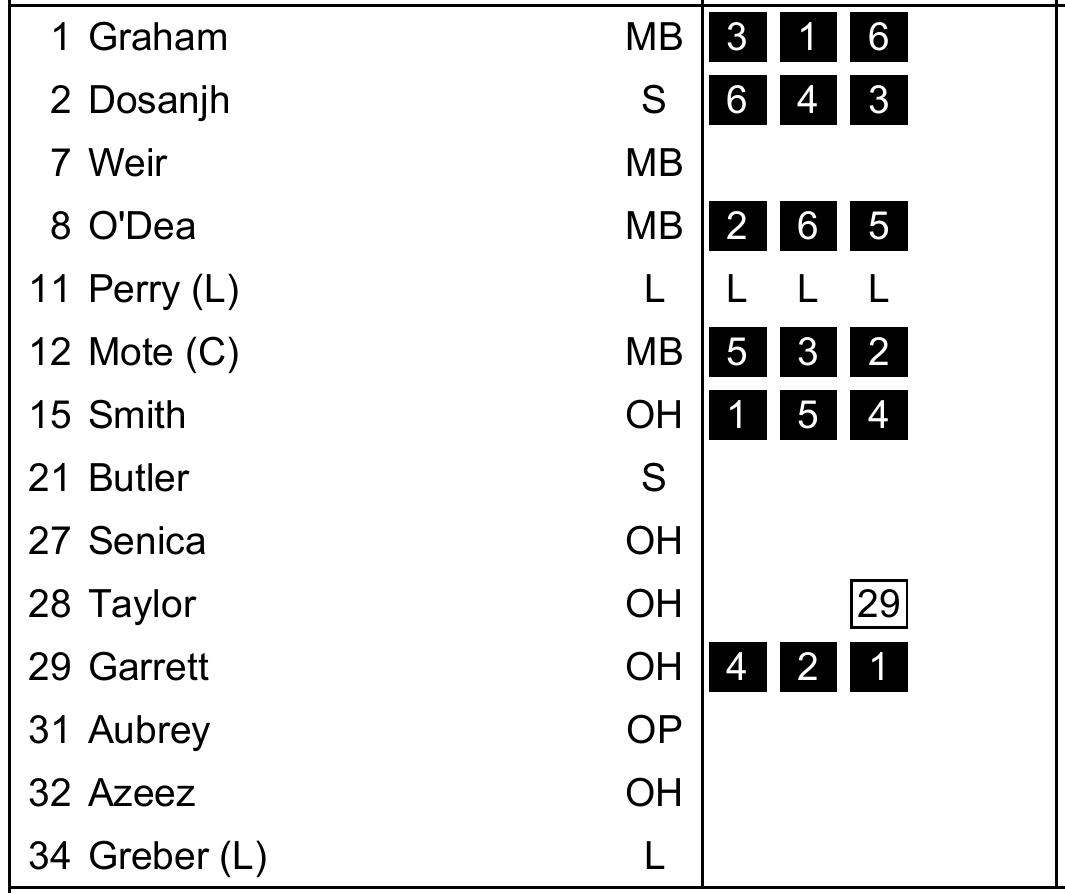 1 Graham MB 3 1 6
2 Dosanjh S 6 4 3
7 Weir MB
8 O'Dea MB 2 6 5
11 Perry (L) L L L L
12 Mote (C) MB 5 3 2
15 Smith OH 1 5 4
21 Butler S
27 Senica OH
28 Taylor OH 29
29 Garrett OH 4 2 1
31 Aubrey OP
32 Azeez OH
34 Greber (L) L